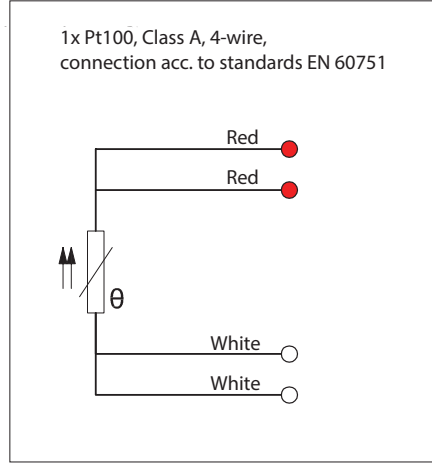 1x Pt100, Class A, 4-wire,
connection acc. to standards EN 60751
Red
Red
θ
White
White